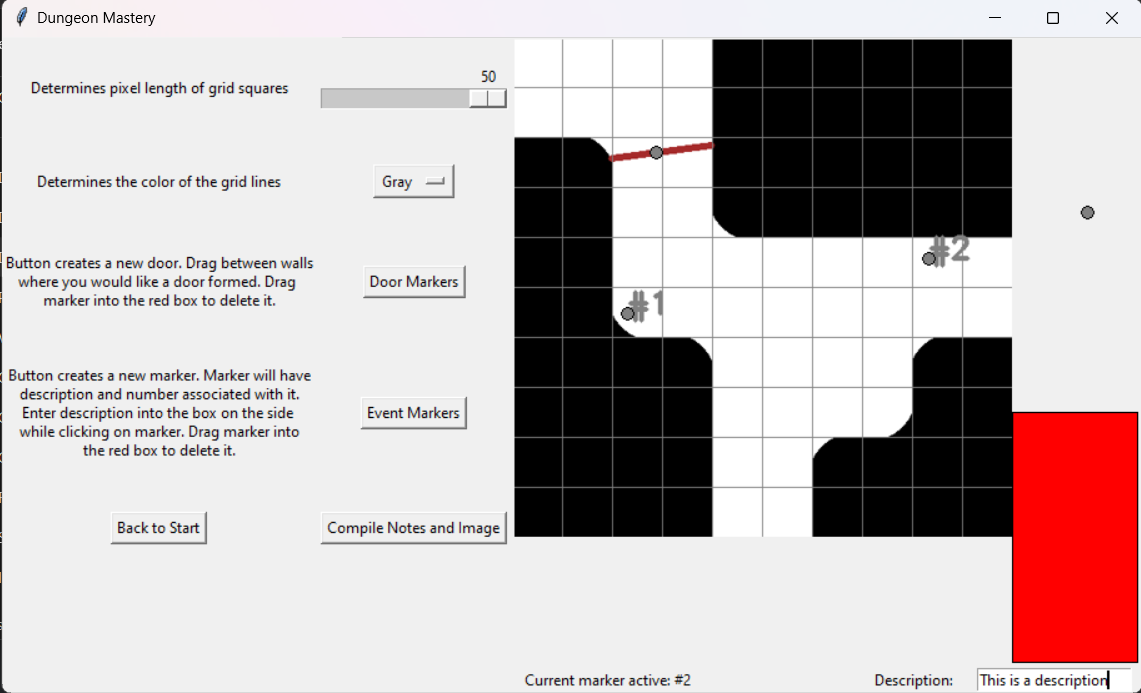 Dungeon Mastery
50
Determines pixel length of grid squares
Determines the color of the grid lines
Gray
Button creates a new door. Drag between walls
where you would like a door formed. Drag
marker into the red box to delete it.
Door Markers
#2
#1
Button creates a new marker. Marker will have
description and number associated with it.
Enter description into the box on the side
while clicking on marker. Drag marker into
the red box to delete it.
Event Markers
Back to Start
Compile Notes and Image
Current marker active: #2
Description:
This is a description